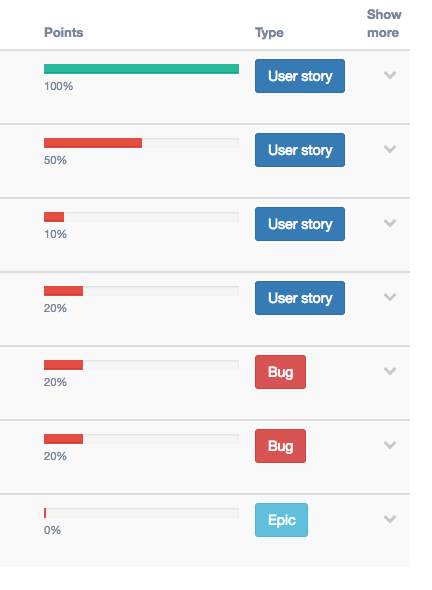 Points Type Show more
100% User story
50% User story
10% User story
20% User story
20% Bug
20% Bug
0% Epic